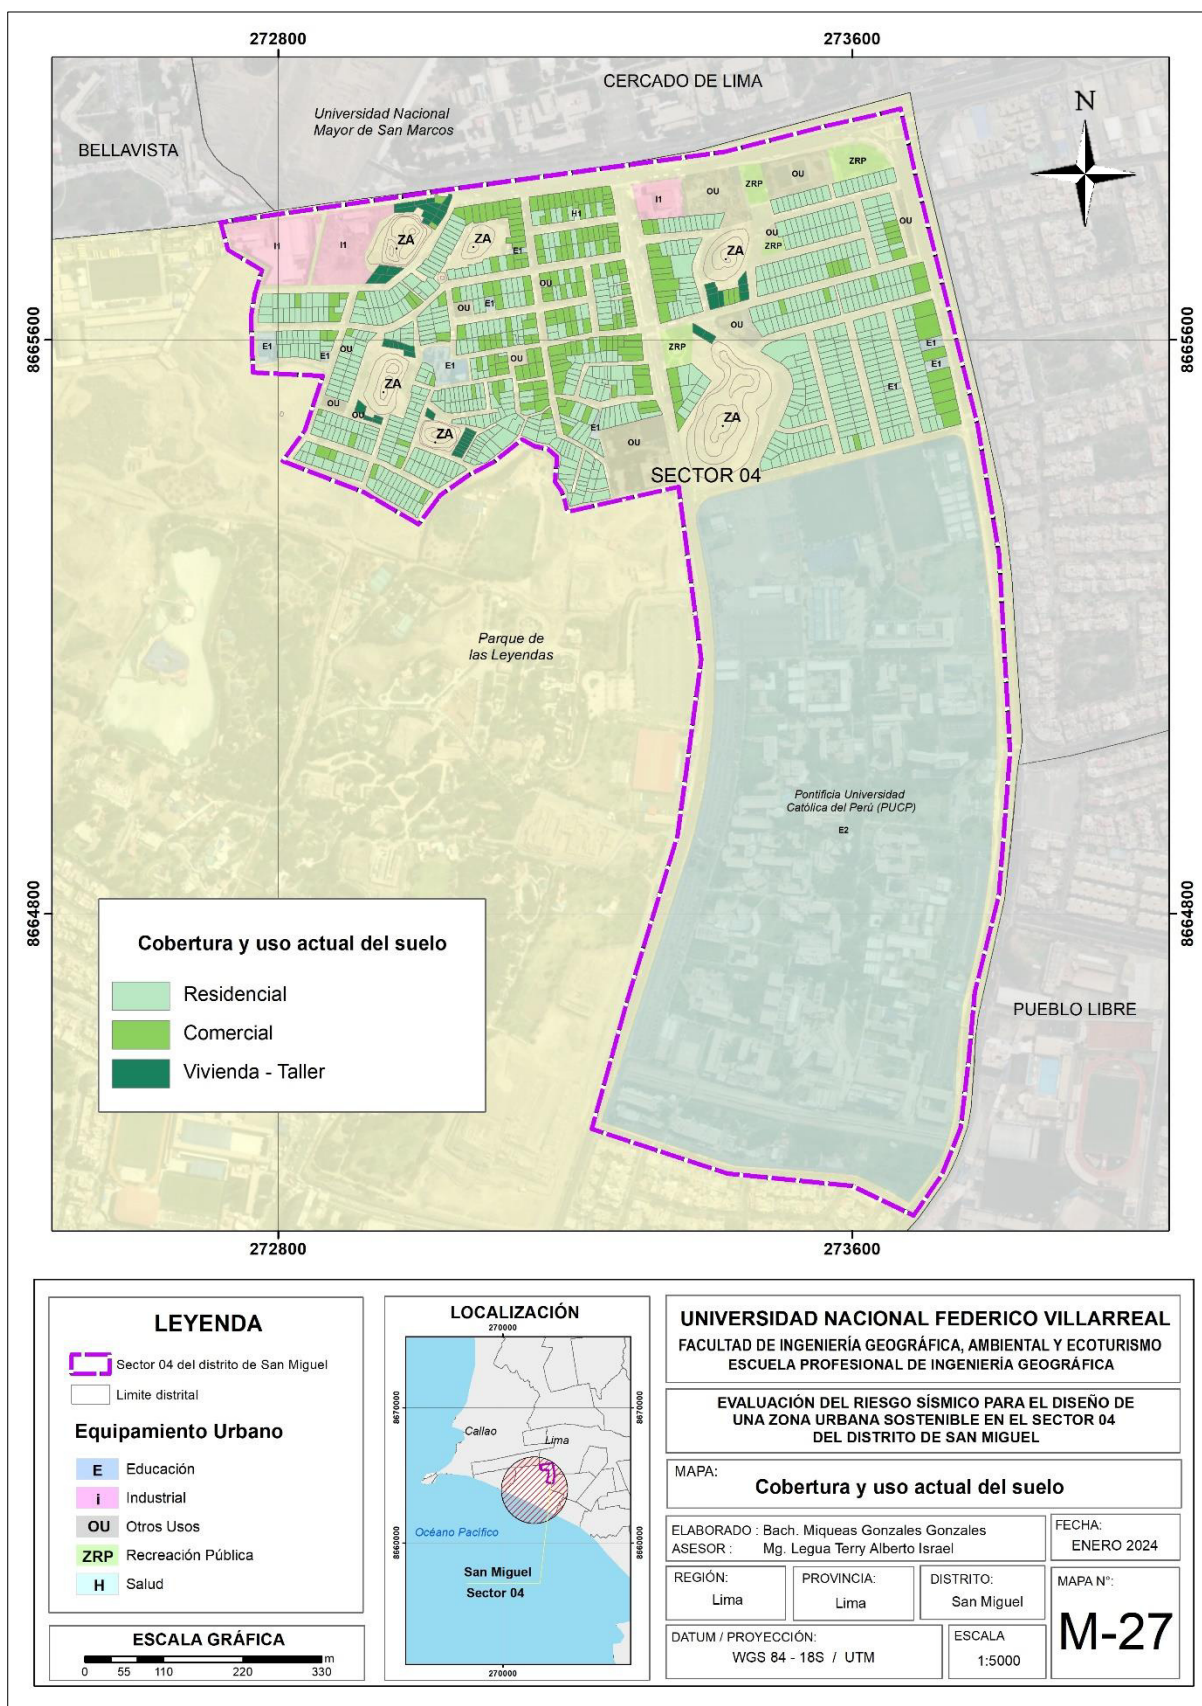 272800
273600
CERCADO DE LIMA
Universidad Nacional
Mayor de San Marcos
BELLAVISTA
N
ZRP
OU
ZRP
OU
I1
H1
OU
OU
ZRP
ZA
ZA
ZA
E1
I1
I1
OU
E1
OU
OU
8665600
8665600
E1
E1
OU
E1
OU
ZRP
E1
E1
E1
ZA
OU
OU
ZA
E1
OU
ZA
SECTOR 04
Parque de
las Leyendas
Pontificia Universidad
Católica del Perú (PUCP)
E2
8664800
8664800
Cobertura y uso actual del suelo
Residencial
Comercial
Vivienda - Taller
PUEBLO LIBRE
272800
273600
LEYENDA
Sector 04 del distrito de San Miguel
Limite distrital
Equipamiento Urbano
E Educación
i Industrial
OU Otros Usos
ZRP Recreación Pública
H Salud
ESCALA GRÁFICA
m
0 55 110 220 330
LOCALIZACIÓN
270000
8670000
8670000
Callao
Lima
Océano Pacífico
8660000
8660000
San Miguel
Sector 04
270000
UNIVERSIDAD NACIONAL FEDERICO VILLARREAL
FACULTAD DE INGENIERÍA GEOGRÁFICA, AMBIENTAL Y ECOTURISMO
ESCUELA PROFESIONAL DE INGENIERÍA GEOGRÁFICA
EVALUACIÓN DEL RIESGO SÍSMICO PARA EL DISEÑO DE
UNA ZONA URBANA SOSTENIBLE EN EL SECTOR 04
DEL DISTRITO DE SAN MIGUEL
MAPA:
Cobertura y uso actual del suelo
ELABORADO : Bach. Miqueas Gonzales Gonzales
ASESOR : Mg. Legua Terry Alberto Israel
FECHA:
ENERO 2024
REGIÓN:
Lima
PROVINCIA:
Lima
DISTRITO:
San Miguel
MAPA N°:
M-27
DATUM / PROYECCIÓN:
WGS 84 - 18S / UTM
ESCALA
1:5000